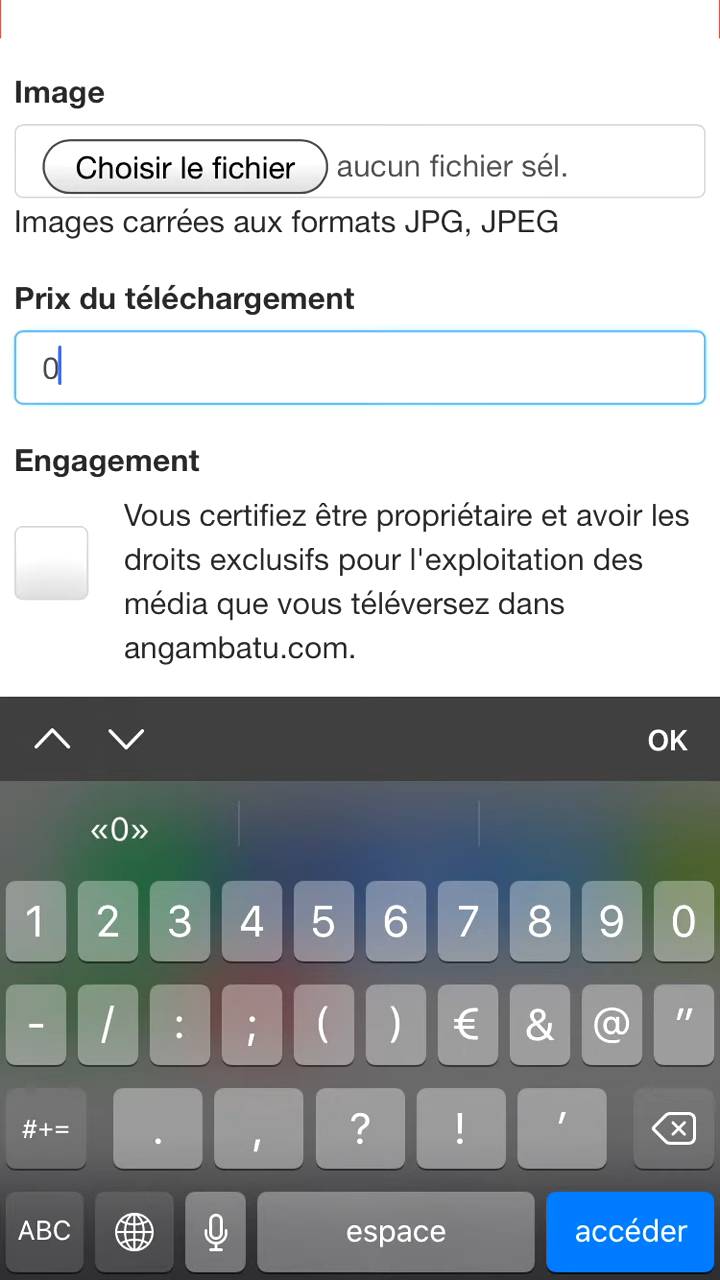 Image
Choisir le fichier aucun fichier sél.
Images carrées aux formats JPG, JPEG
Prix du téléchargement
0
Engagement
Vous certifiez être propriétaire et avoir les
droits exclusifs pour l'exploitation des
média que vous téléversez dans
angambatu.com.
OK
«0»
1 2 3 4 5 6 7 8 9 0
- / : ; ( ) € & @ "
#+= . , ? ! '
ABC espace accéder